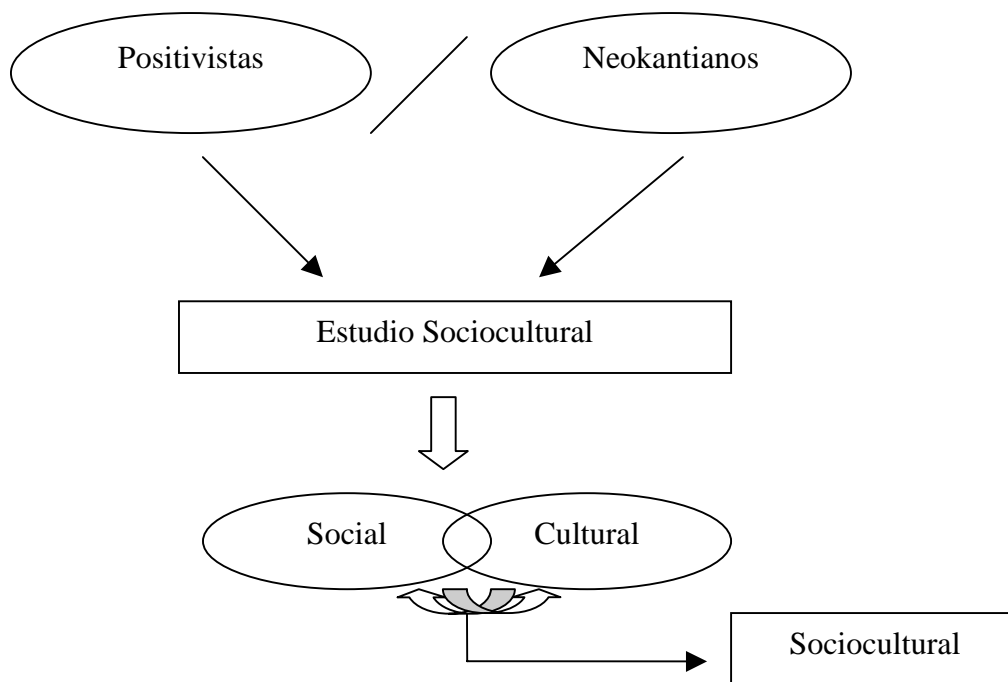 Positivistas
Neokantianos
Estudio Sociocultural
Social
Cultural
Sociocultural